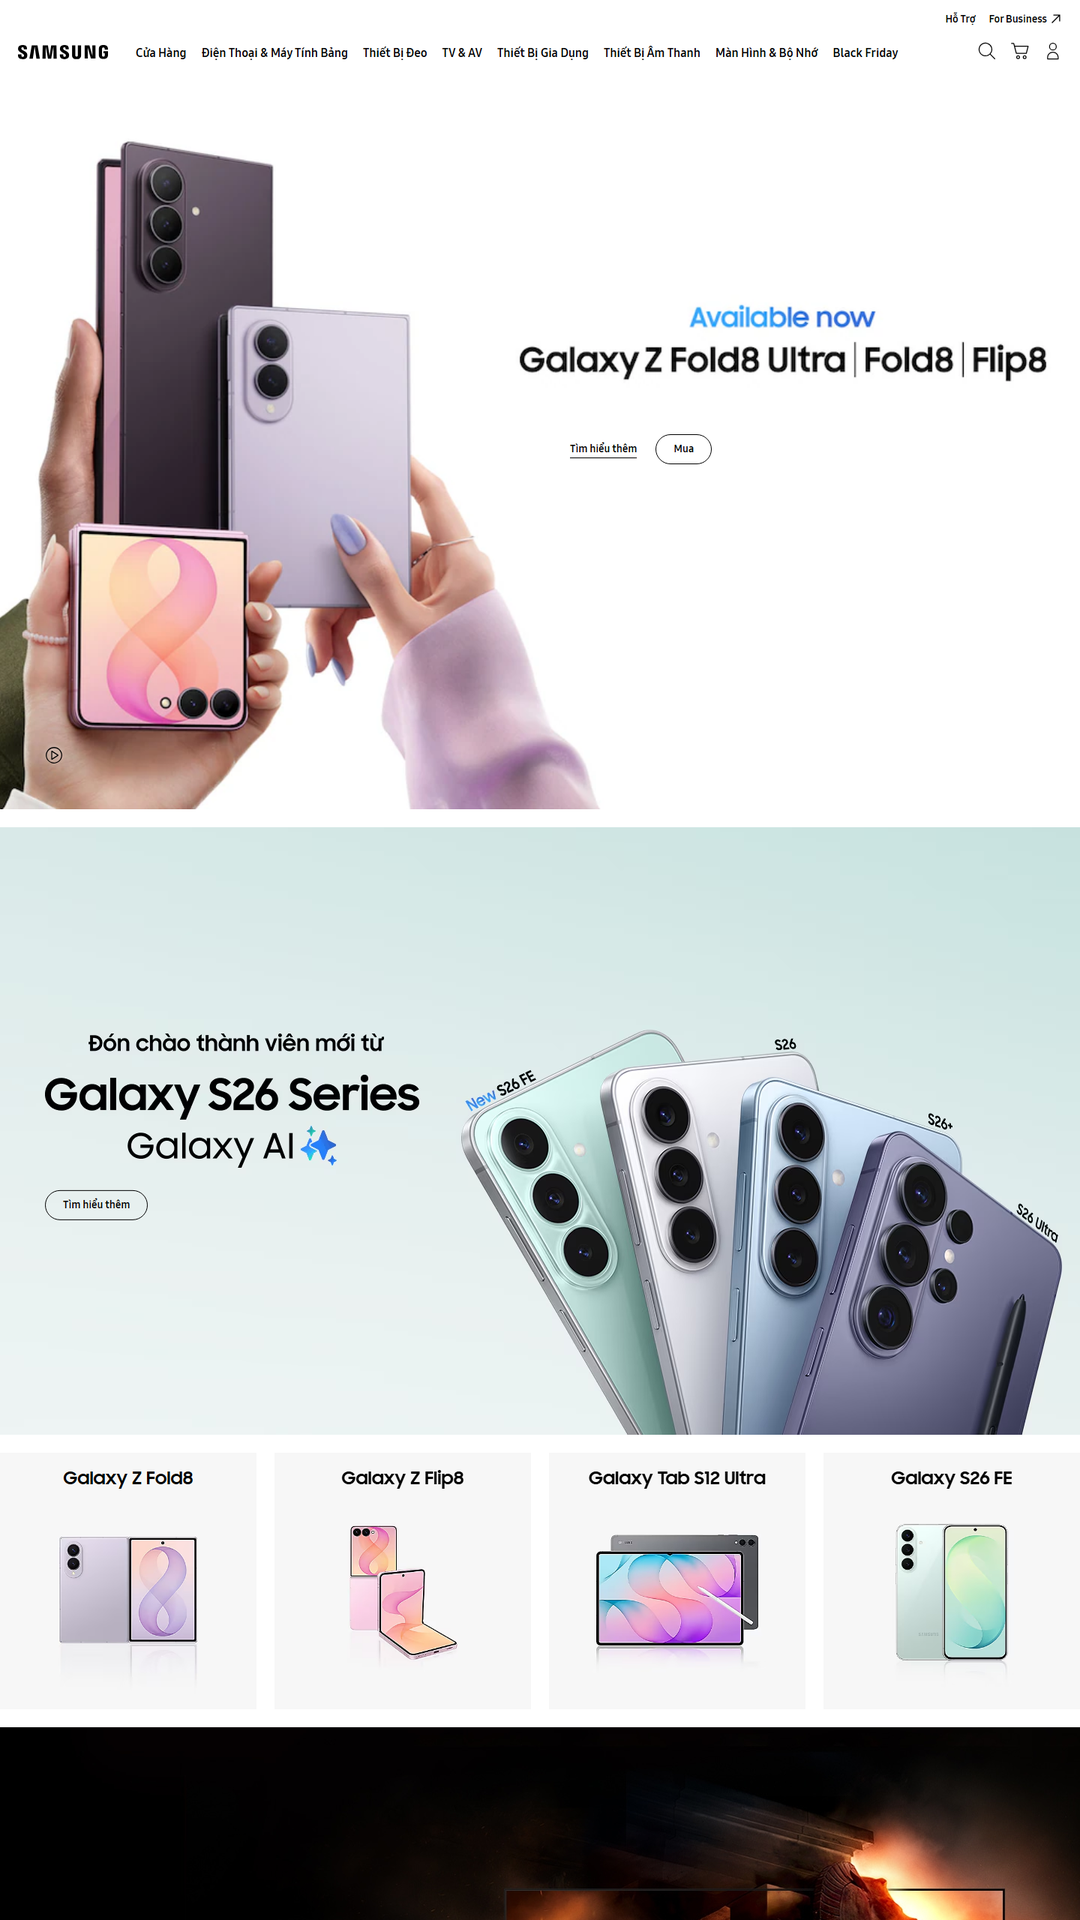 Hỗ Trợ For Business
SAMSUNG Cửa Hàng Điện Thoại & Máy Tính Bảng Thiết Bị Đeo TV & AV Thiết Bị Gia Dụng Thiết Bị Âm Thanh Màn Hình & Bộ Nhớ Black Friday
Available now
Galaxy Z Fold8 Ultra | Fold8 | Flip8
Tìm hiểu thêm Mua
Đón chào thành viên mới từ
Galaxy S26 Series
Galaxy AI
Tìm hiểu thêm
New S26 FE
S26
S26+
S26 Ultra
Galaxy Z Fold8
Galaxy Z Flip8
Galaxy Tab S12 Ultra
Galaxy S26 FE